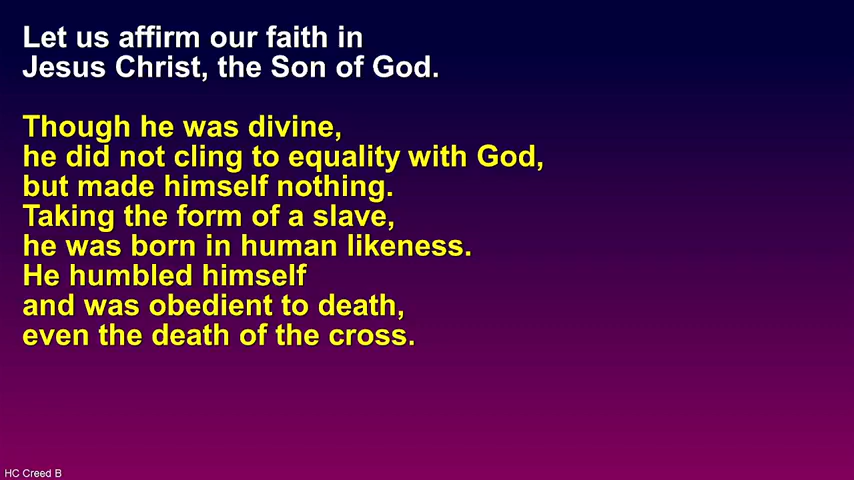 Let us affirm our faith in
Jesus Christ, the Son of God.
Though he was divine,
he did not cling to equality with God,
but made himself nothing.
Taking the form of a slave,
he was born in human likeness.
He humbled himself
and was obedient to death,
even the death of the cross.
HC Creed B